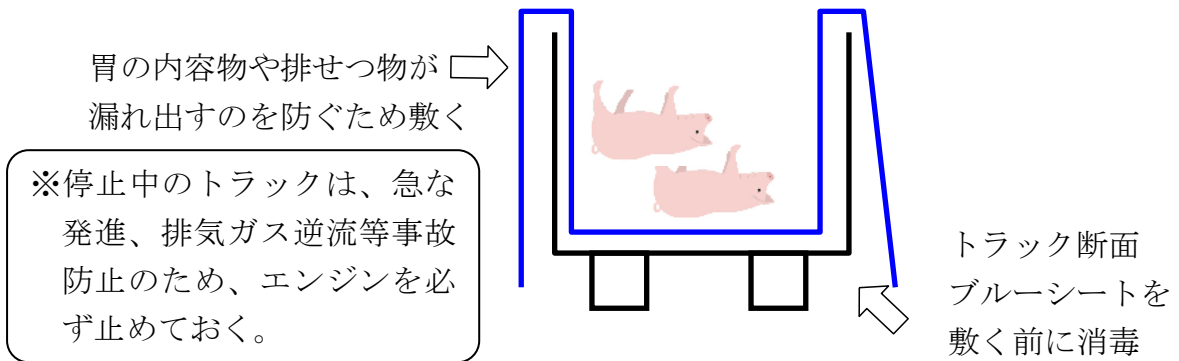 胃の内容物や排せつ物が
漏れ出すのを防ぐため敷く
※停止中のトラックは、急な
発進、排気ガス逆流等事故
防止のため、エンジンを必
ず止めておく。
トラック断面
ブルーシートを
敷く前に消毒